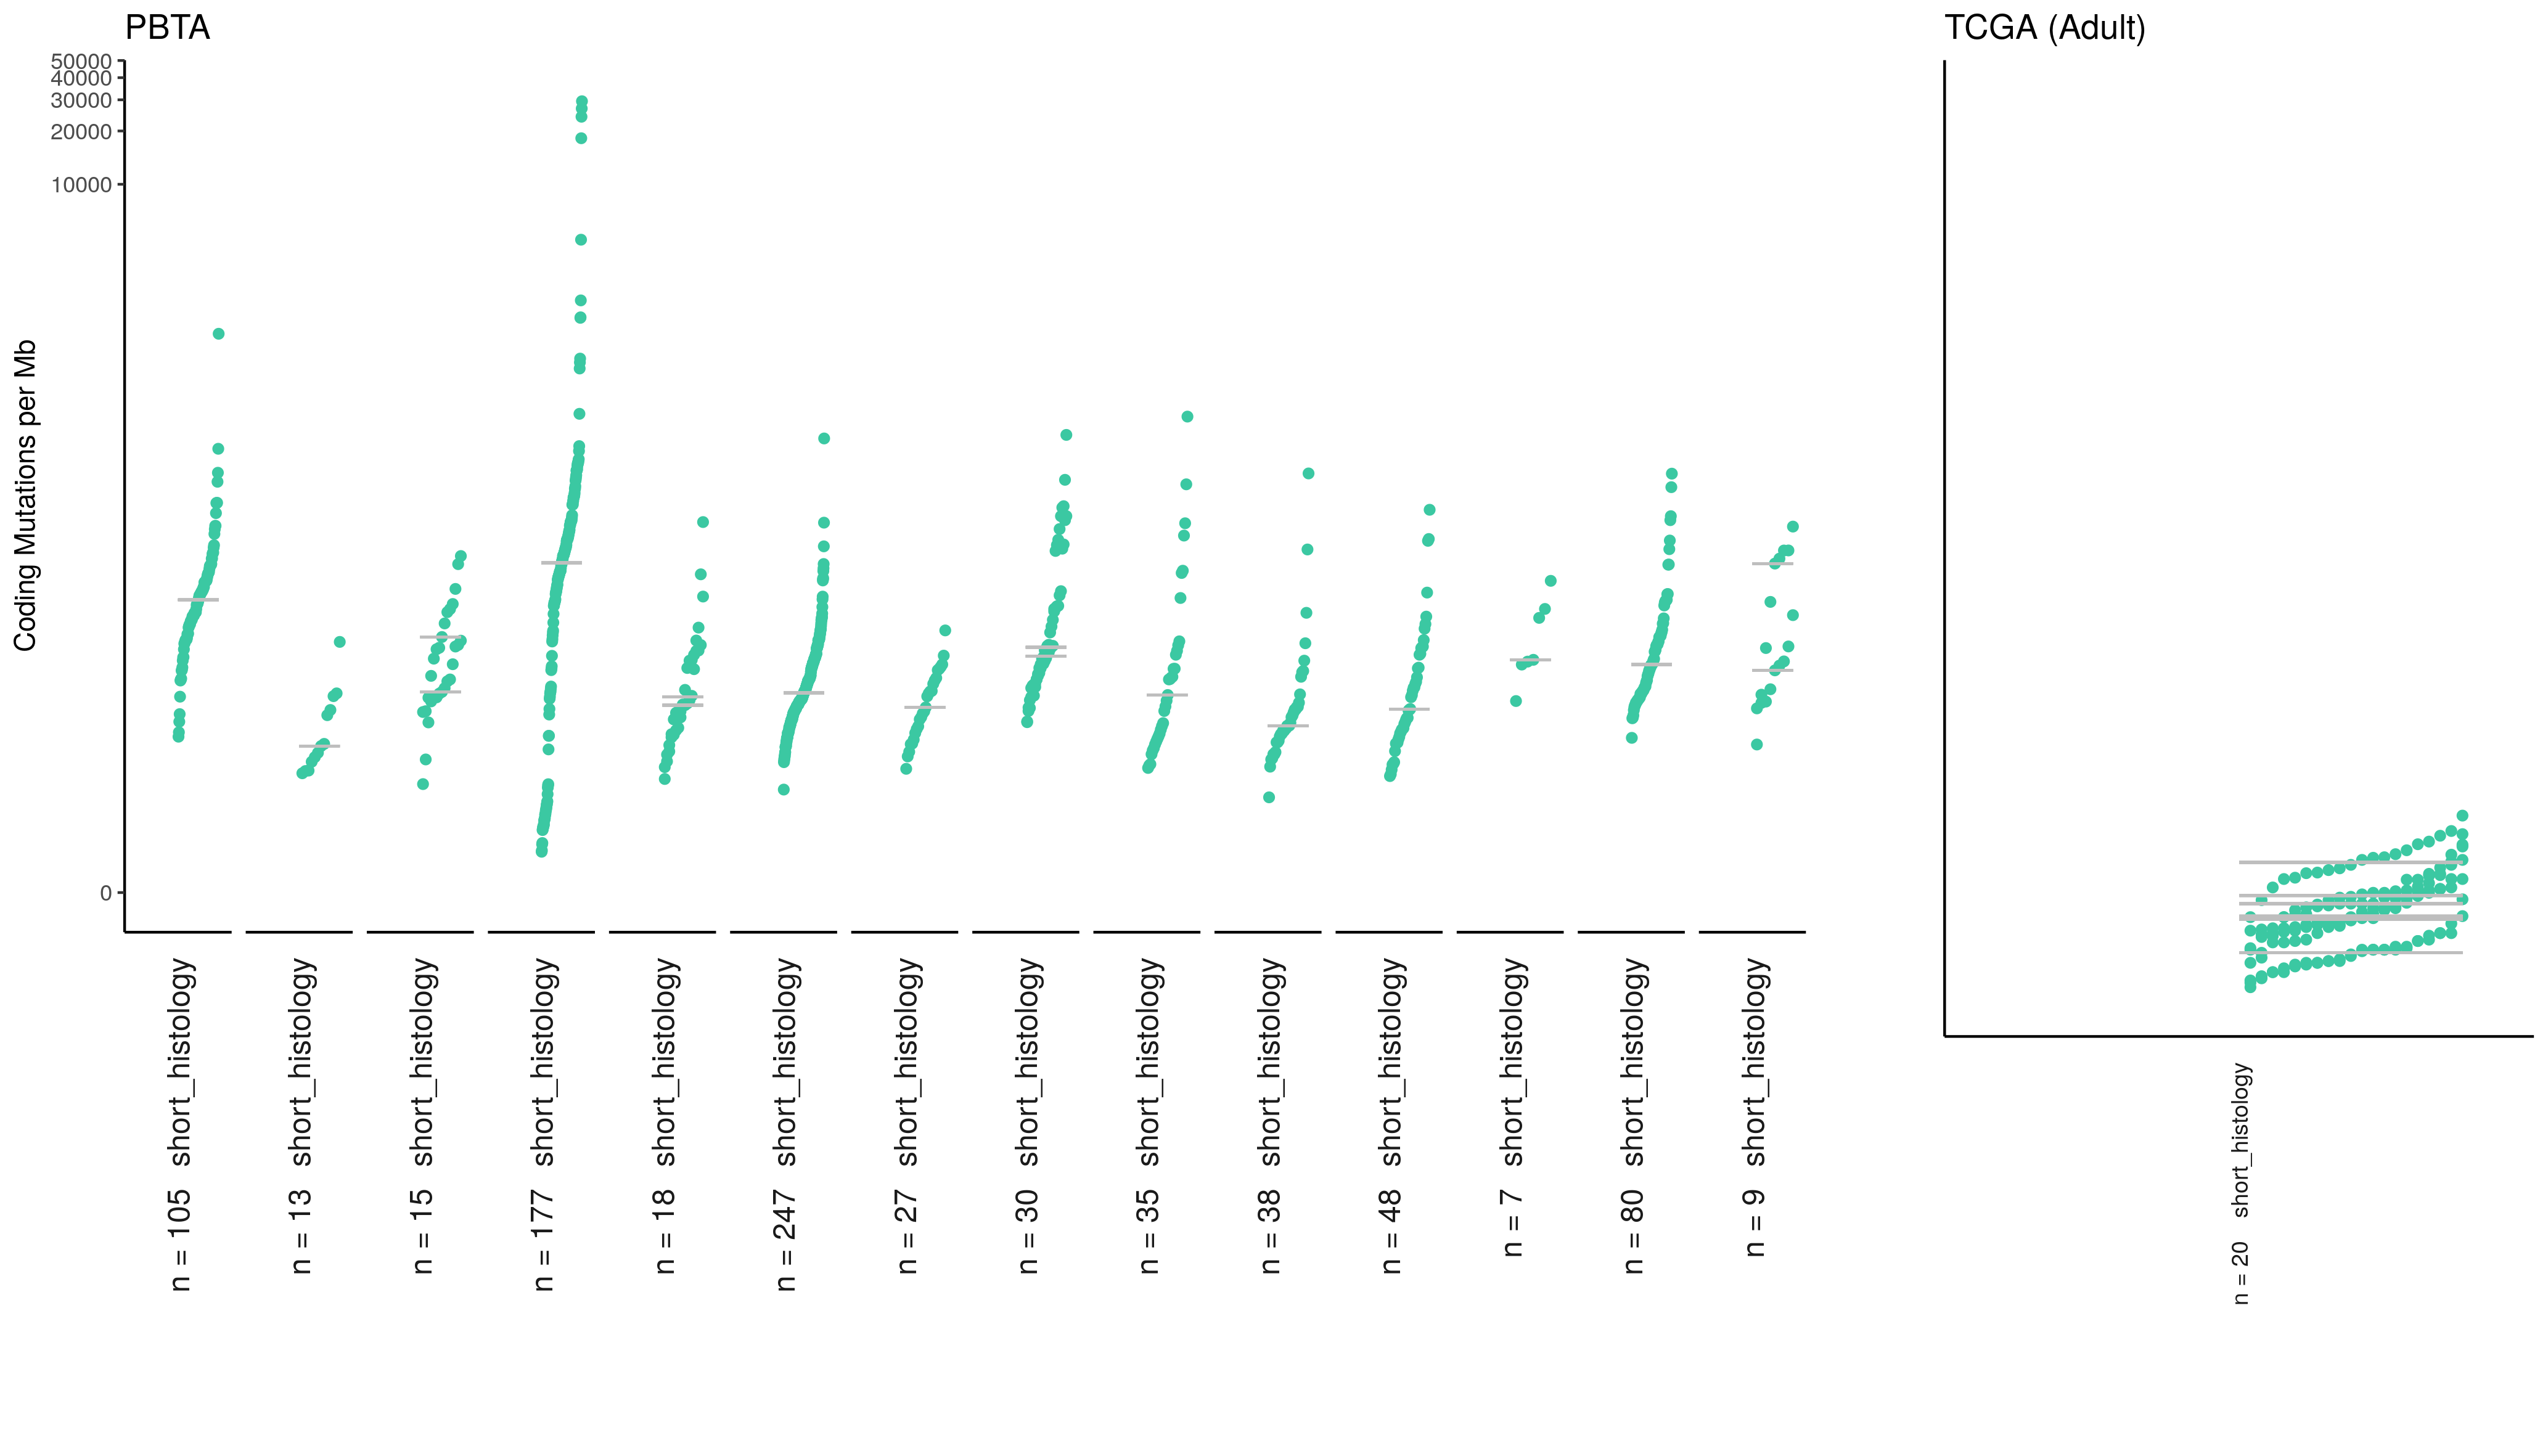 PBTA
TCGA (Adult)
Coding Mutations per Mb
50000
40000
30000
20000
10000
0
n = 105 short_histology
n = 13 short_histology
n = 15 short_histology
n = 177 short_histology
n = 18 short_histology
n = 247 short_histology
n = 27 short_histology
n = 30 short_histology
n = 35 short_histology
n = 38 short_histology
n = 48 short_histology
n = 7 short_histology
n = 80 short_histology
n = 9 short_histology
n = 20 short_histology